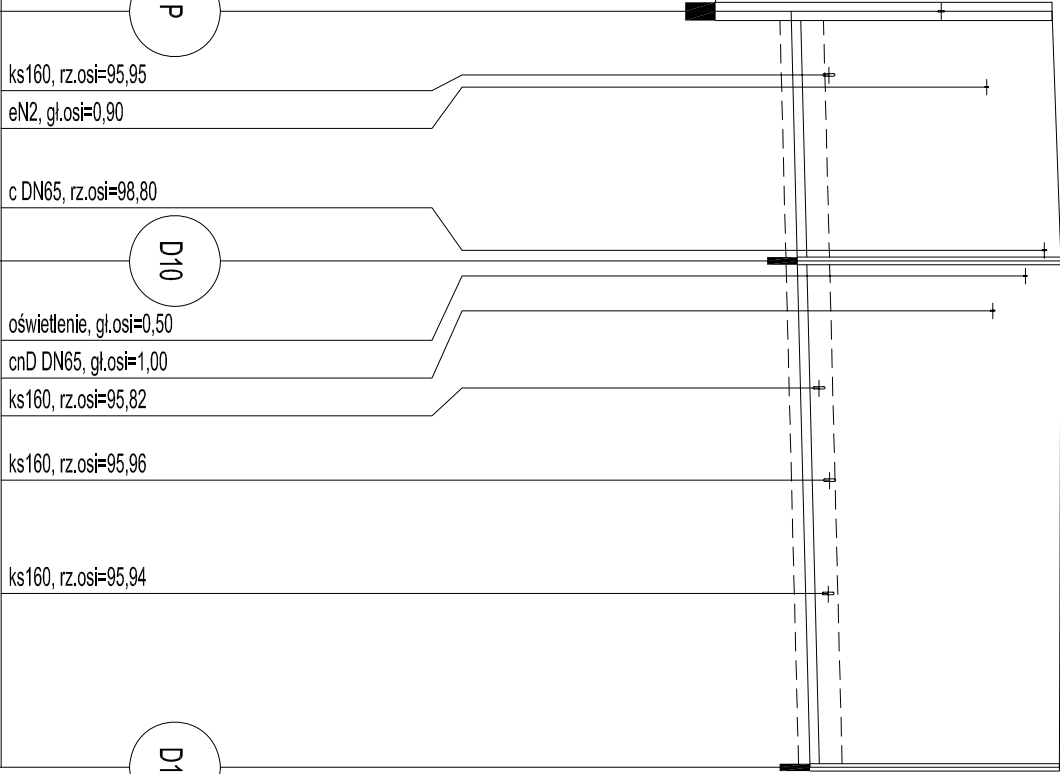 P
ks160, rz.osi=95,95
eN2, gł.osi=0,90
c DN65, rz.osi=98,80
D10
oświetlenie, gł.osi=0,50
cnD DN65, gł.osi=1,00
ks160, rz.osi=95,82
ks160, rz.osi=95,96
ks160, rz.osi=95,94